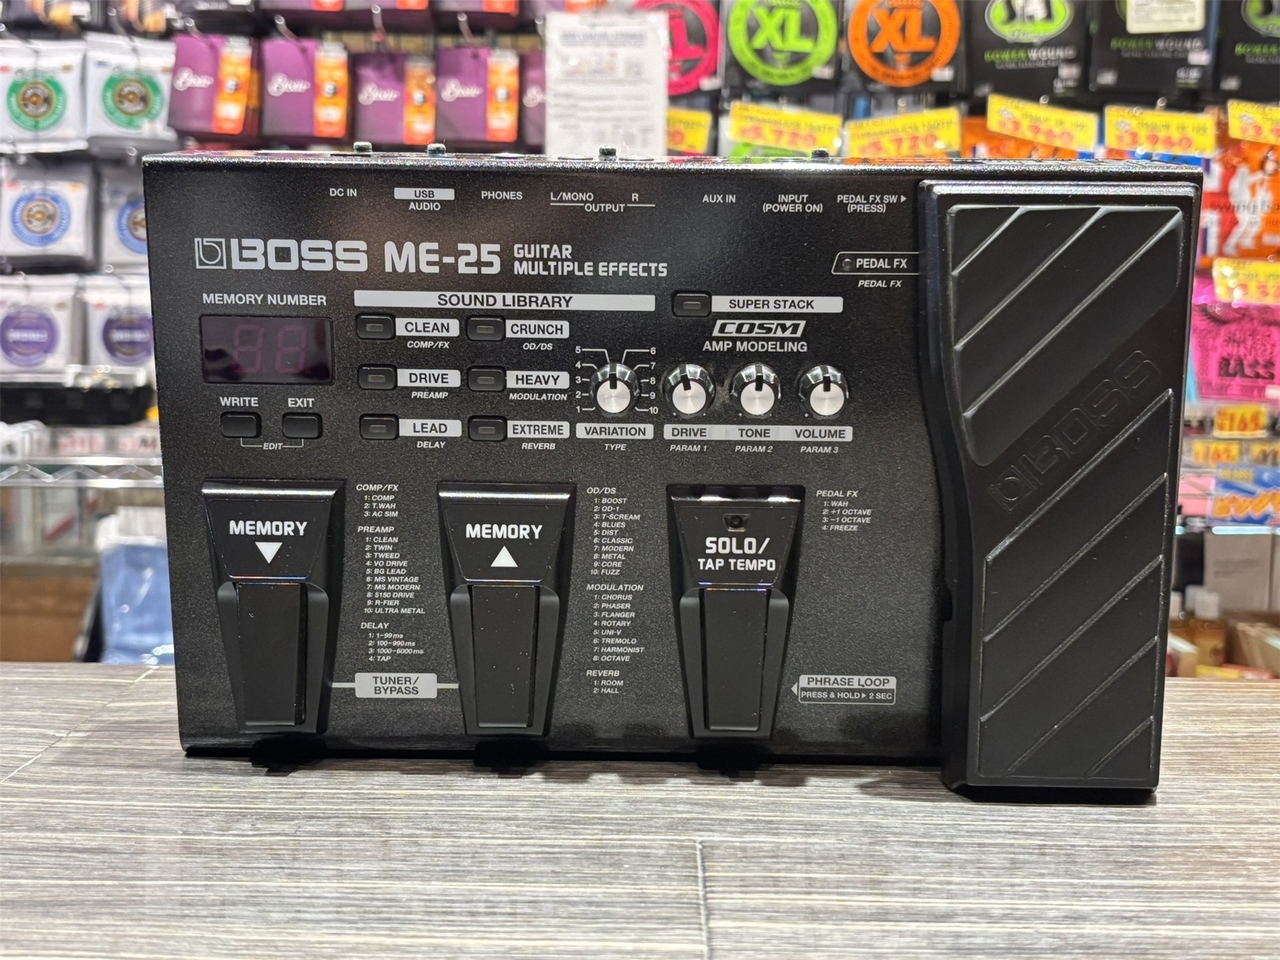 XL
XL
DC IN
USB
AUDIO
PHONES
L/MONO
R
OUTPUT
AUX IN
INPUT
(POWER ON)
PEDAL FX SW
(PRESS)
BOSS ME-25 GUITAR
MULTIPLE EFFECTS
PEDAL FX
PEDAL FX
MEMORY NUMBER
SOUND LIBRARY
SUPER STACK
CLEAN
COMP/FX
CRUNCH
OD/DS
COSM
AMP MODELING
DRIVE
PREAMP
HEAVY
MODULATION
5
6
4
7
3
8
2
9
1
10
WRITE
EXIT
EDIT
LEAD
DELAY
EXTREME
REVERB
VARIATION
TYPE
DRIVE
TONE
VOLUME
PARAM 1
PARAM 2
PARAM 3
BOSS
MEMORY
MEMORY
SOLO/
TAP TEMPO
COMP/FX
1: COMP
2: T.WAH
3: AC SIM
PREAMP
1: CLEAN
2: TWIN
3: TWEED
4: VO DRIVE
5: BG LEAD
6: MS VINTAGE
7: MS MODERN
8: 5150 DRIVE
9: R-FIER
10: ULTRA METAL
DELAY
1: 1-99 ms
2: 100-990 ms
3: 1000-6000 ms
4: TAP
TUNER/
BYPASS
OD/DS
1: BOOST
2: OD-1
3: T-SCREAM
4: BLUES
5: DIST
6: CLASSIC
7: MODERN
8: METAL
9: CORE
10: FUZZ
MODULATION
1: CHORUS
2: PHASER
3: FLANGER
4: ROTARY
5: UNI-V
6: TREMOLO
7: HARMONIST
8: OCTAVE
REVERB
1: ROOM
2: HALL
PEDAL FX
1: WAH
2: +1 OCTAVE
3: -1 OCTAVE
4: FREEZE
PHRASE LOOP
PRESS & HOLD 2 SEC
BASS